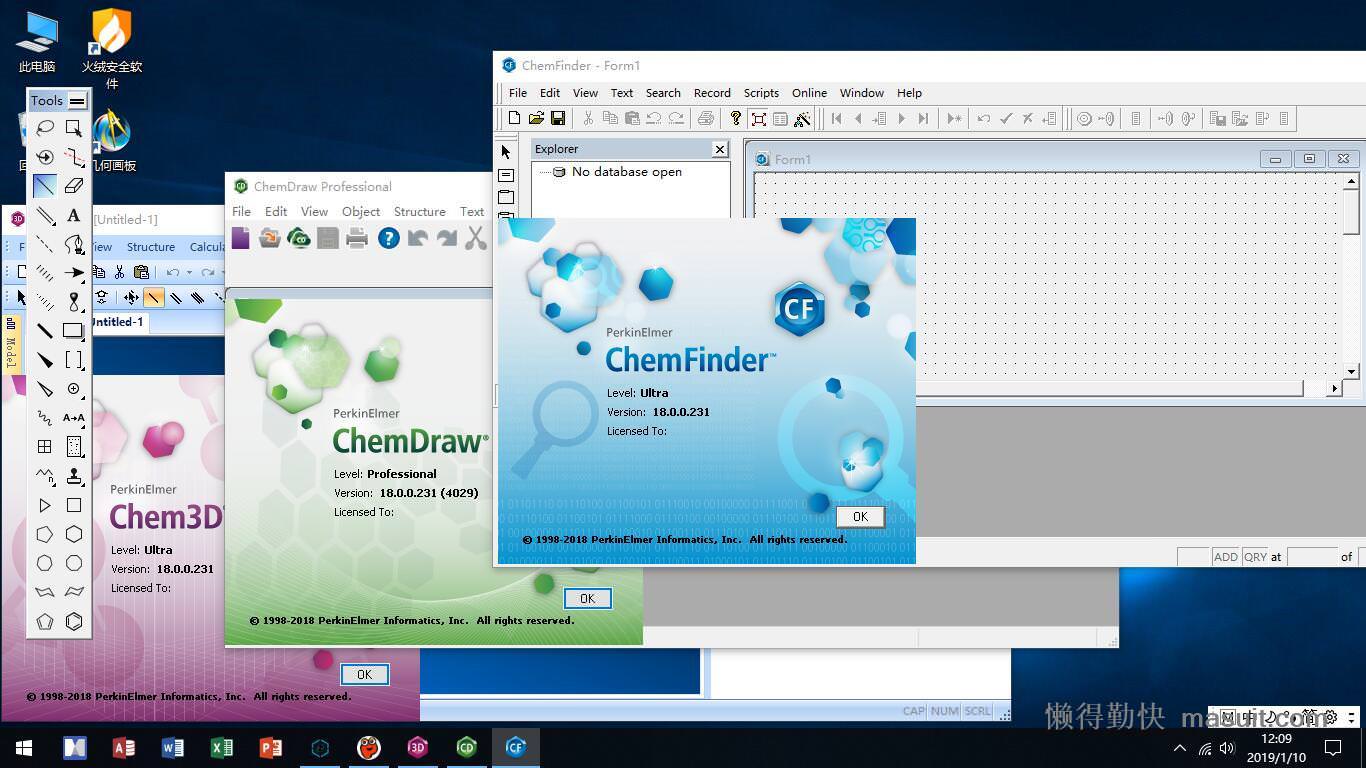 此电脑
火绒安全软
件
几何画板
Tools
A
A→A
[Untitled-1]
Structure
Untitled-1
Model
PerkinElmer
Chem3D
Level: Ultra
Version: 18.0.0.231
Licensed To:
OK
© 1998-2018 PerkinElmer Informatics, Inc. All rights reserved.
CAP NUM SCRL
ChemDraw Professional
File Edit View Object Structure Text
PerkinElmer
ChemDraw®
Level: Professional
Version: 18.0.0.231 (4029)
Licensed To:
OK
© 1998-2018 PerkinElmer Informatics, Inc. All rights reserved.
ChemFinder - Form1
File Edit View Text Search Record Scripts Online Window Help
Explorer
No database open
Form1
CF
PerkinElmer
ChemFinder™
Level: Ultra
Version: 18.0.0.231
Licensed To:
OK
© 1998-2018 PerkinElmer Informatics, Inc. All rights reserved.
ADD QRY at of
懒得勤快 masuit.com
12:09
2019/1/10